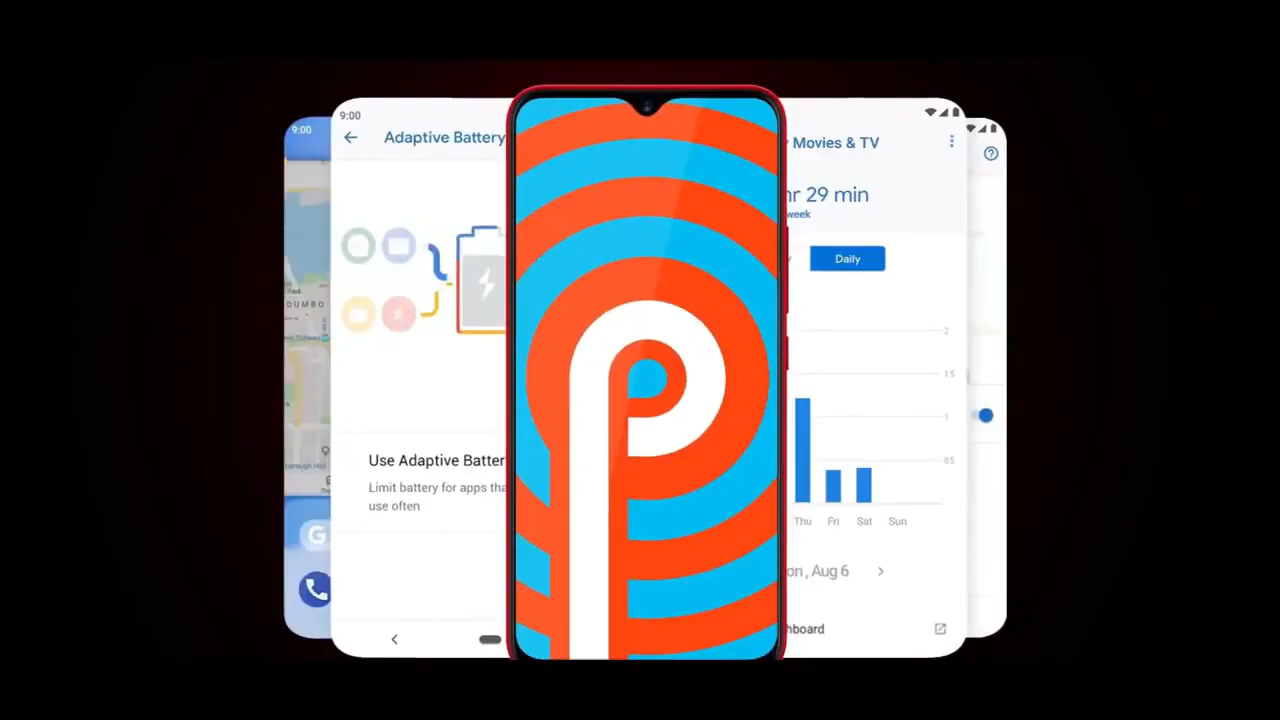 9:00
Park
DUMBO
G
9:00
Adaptive Battery
Use Adaptive Batter
Limit battery for apps tha
use often
Movies & TV
hr 29 min
week
Daily
2
1.5
1
0.5
Thu Fri Sat Sun
on, Aug 6
hboard